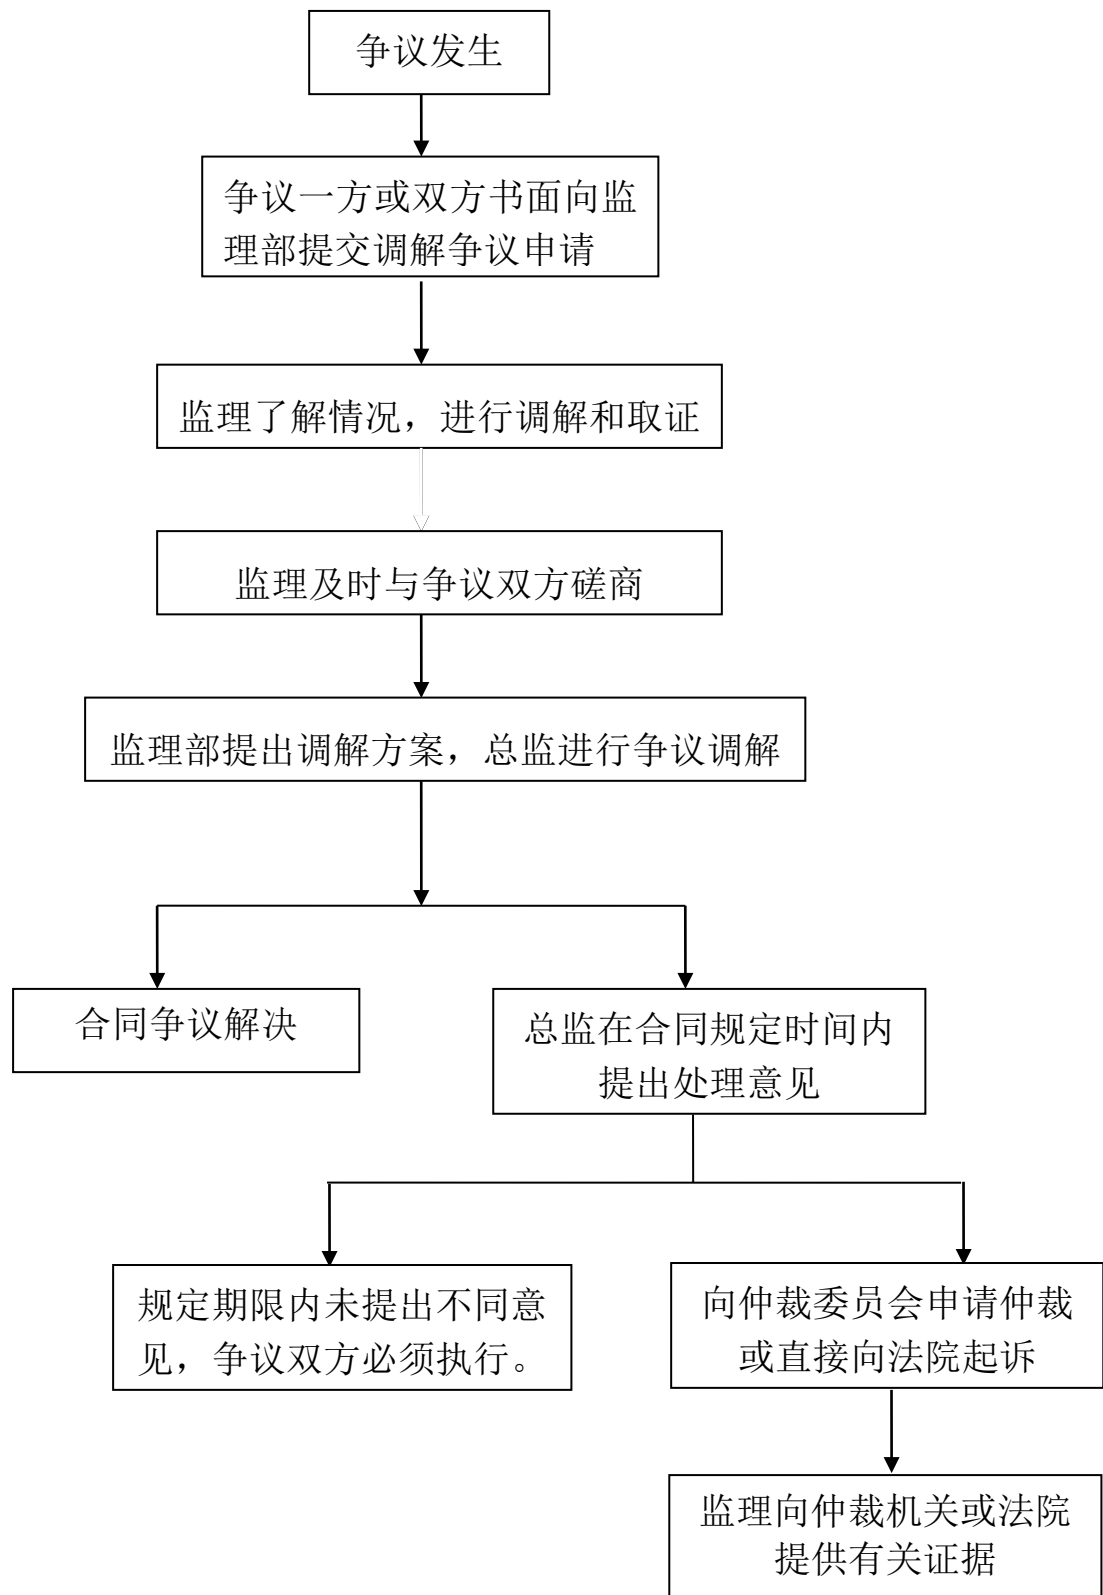 争议发生
争议一方或双方书面向监
理部提交调解争议申请
监理了解情况，进行调解和取证
监理及时与争议双方磋商
监理部提出调解方案，总监进行争议调解
合同争议解决
总监在合同规定时间内
提出处理意见
规定期限内未提出不同意
见，争议双方必须执行。
向仲裁委员会申请仲裁
或直接向法院起诉
监理向仲裁机关或法院
提供有关证据